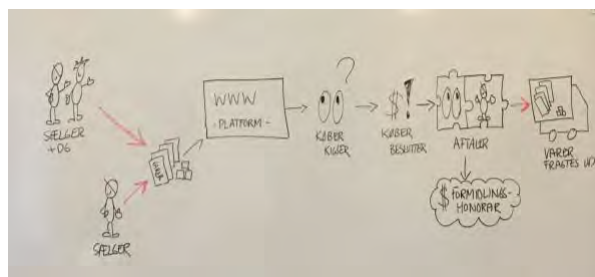 SÆLGER
+DG
SÆLGER
WWW
- PLATFORM -
?
KØBER
KIGGER
$!
KØBER
BESLUTTER
AFTALER
$ FORMIDLINGS-
HONORAR
VARER
FRAGTES UD